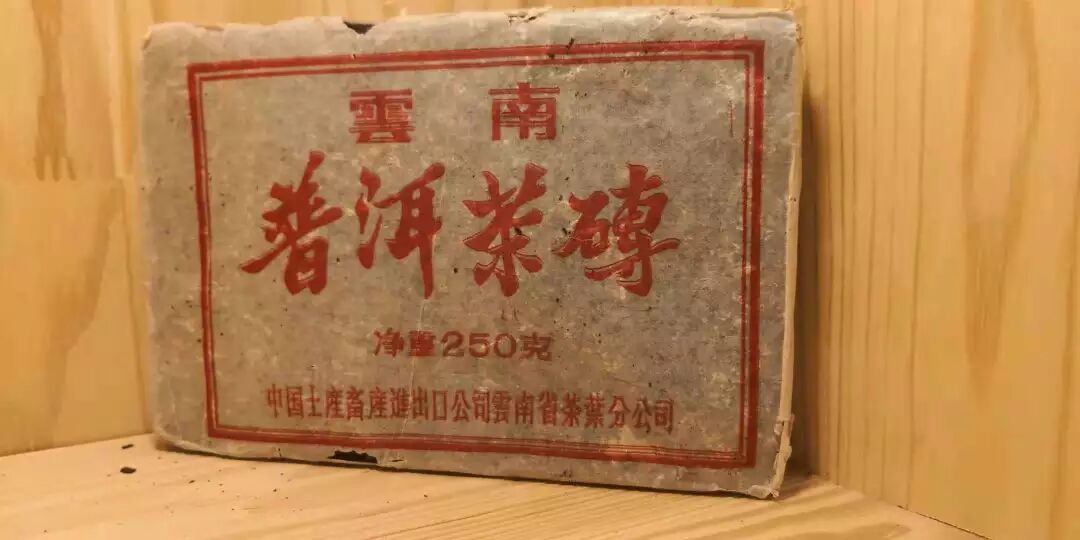 雲南
普洱茶磚
净重250克
中国土産畜産進出口公司雲南省茶葉分公司